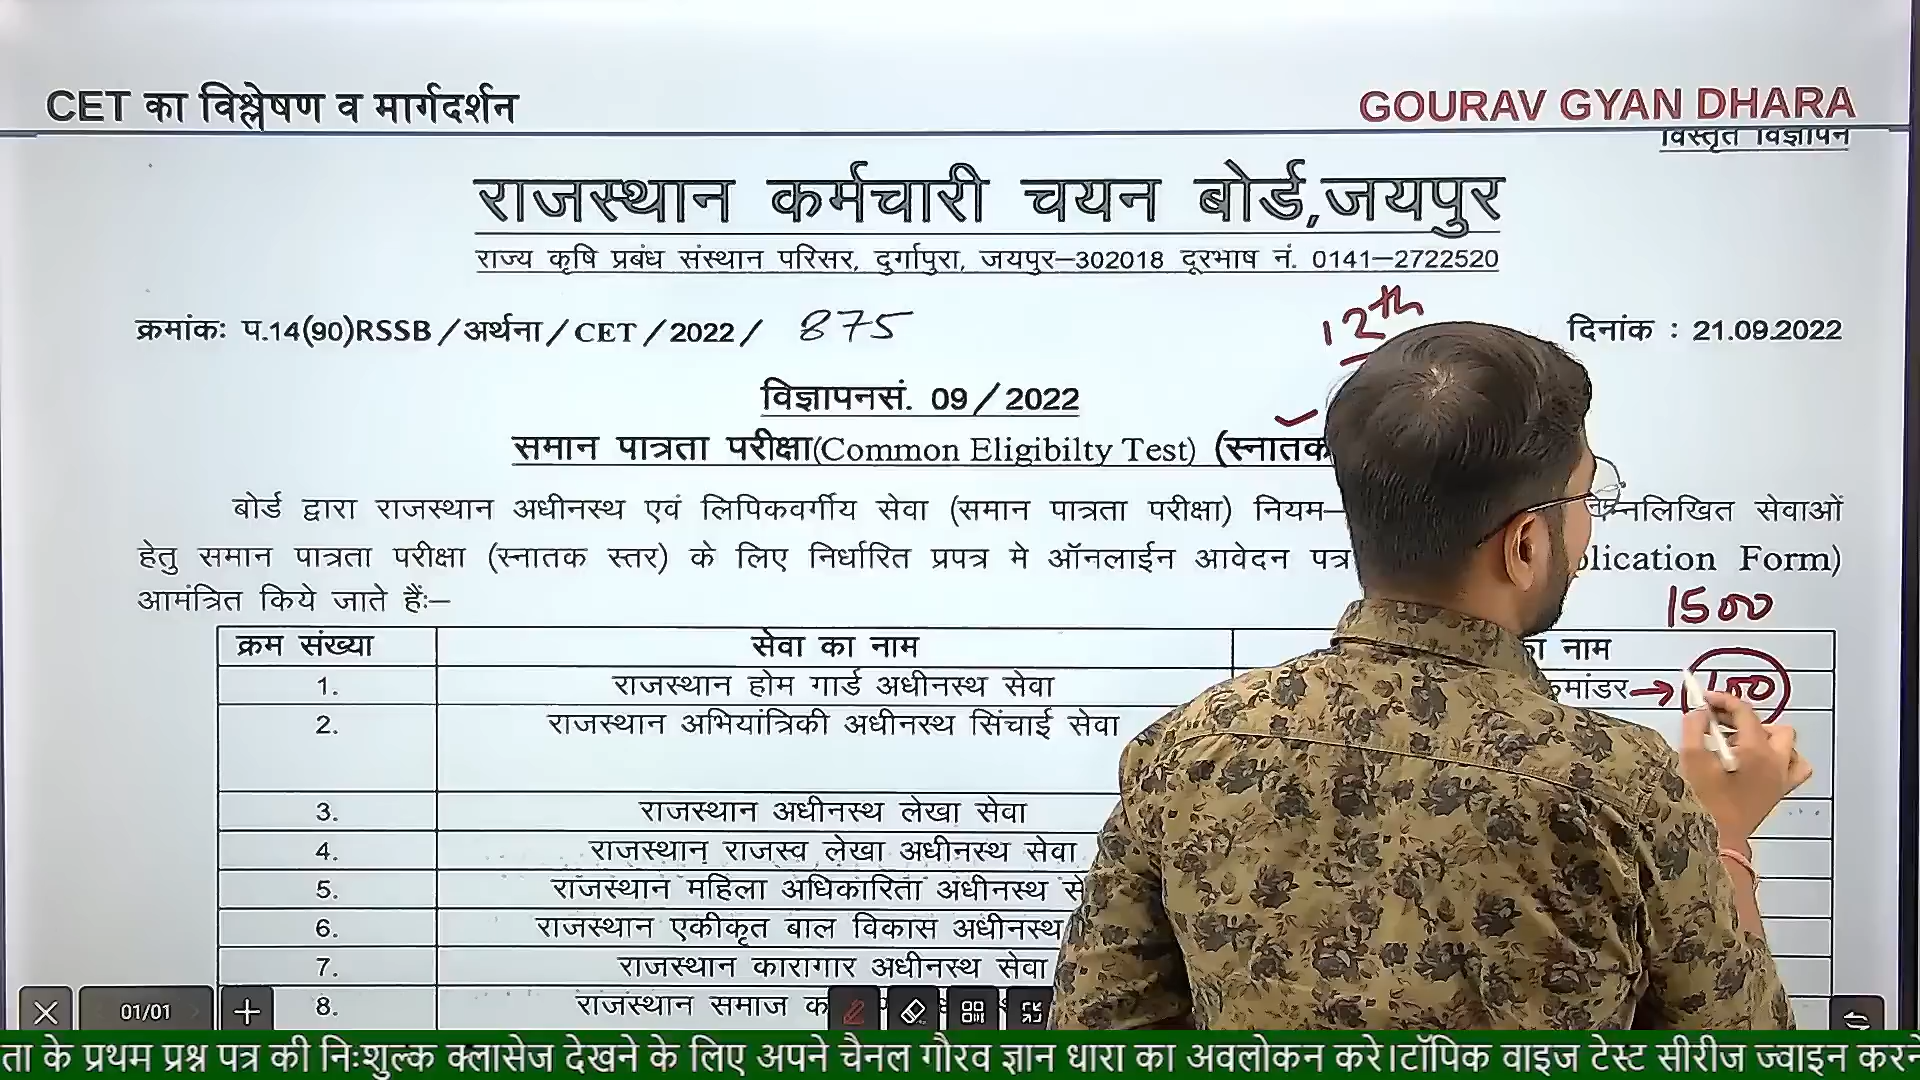 CET का विश्लेषण व मार्गदर्शन
GOURAV GYAN DHARA
विस्तृत विज्ञापन
राजस्थान कर्मचारी चयन बोर्ड,जयपुर
राज्य कृषि प्रबंध संस्थान परिसर, दुर्गापुरा, जयपुर–302018 दूरभाष नं. 0141–2722520
12th
क्रमांकः प.14(90)RSSB/अर्थना/CET/2022/ 875
दिनांक : 21.09.2022
विज्ञापनसं. 09/2022
समान पात्रता परीक्षा(Common Eligibilty Test) (स्नातक
बोर्ड द्वारा राजस्थान अधीनस्थ एवं लिपिकवर्गीय सेवा (समान पात्रता परीक्षा) नियम– निम्नलिखित सेवाओं
हेतु समान पात्रता परीक्षा (स्नातक स्तर) के लिए निर्धारित प्रपत्र मे ऑनलाईन आवेदन पत्र plication Form)
आमंत्रित किये जाते हैंः–
1500
क्रम संख्या सेवा का नाम का नाम
1. राजस्थान होम गार्ड अधीनस्थ सेवा कमांडर → 100
2. राजस्थान अभियांत्रिकी अधीनस्थ सिंचाई सेवा
3. राजस्थान अधीनस्थ लेखा सेवा
4. राजस्थान राजस्व लेखा अधीनस्थ सेवा
5. राजस्थान महिला अधिकारिता अधीनस्थ से
6. राजस्थान एकीकृत बाल विकास अधीनस्थ
7. राजस्थान कारागार अधीनस्थ सेवा
8. राजस्थान समाज क
01/01
ता के प्रथम प्रश्न पत्र की निःशुल्क क्लासेज देखने के लिए अपने चैनल गौरव ज्ञान धारा का अवलोकन करे।टॉपिक वाइज टेस्ट सीरीज ज्वाइन करने